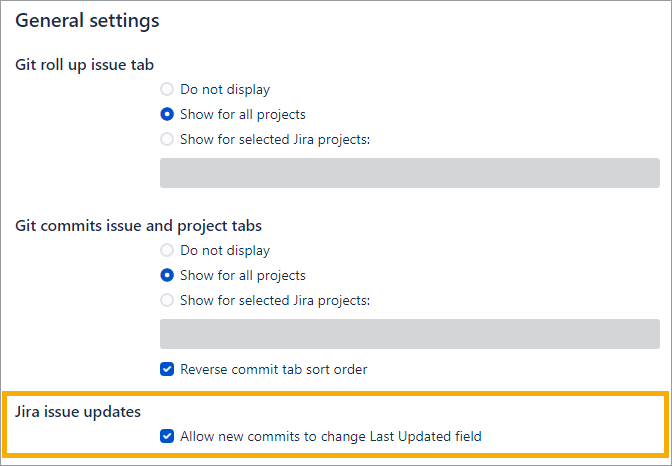 General settings
Git roll up issue tab
Do not display
Show for all projects
Show for selected Jira projects:
Git commits issue and project tabs
Do not display
Show for all projects
Show for selected Jira projects:
Reverse commit tab sort order
Jira issue updates
Allow new commits to change Last Updated field